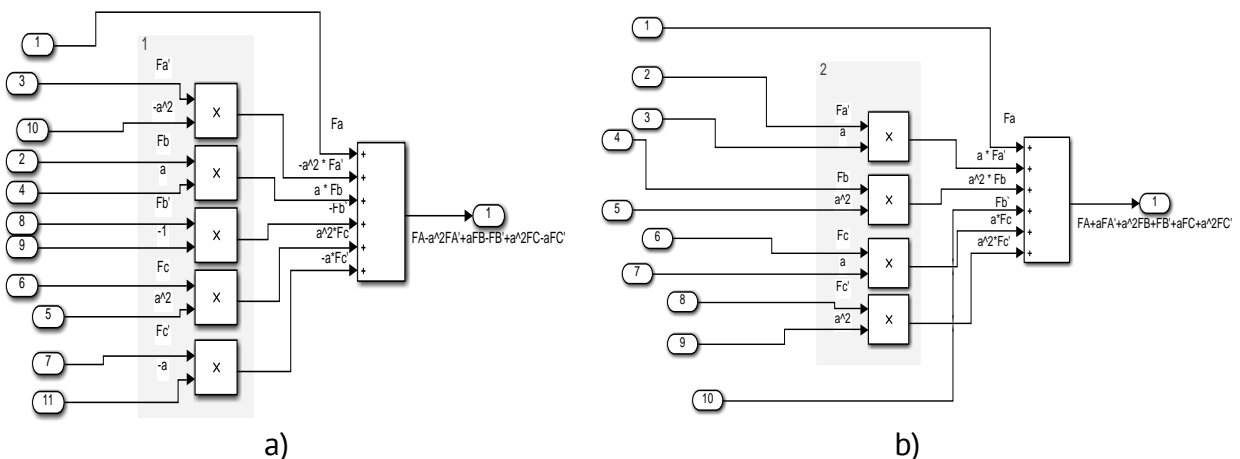 1
1
Fa'
3
-a^2
10
Fb
2
a
4
Fb'
8
-1
9
Fc
6
a^2
5
Fc'
7
-a
11
×
×
×
×
×
Fa
-a^2 * Fa'
a * Fb
-Fb`
a^2*Fc
-a*Fc'
+
+
+
+
+
+
1
FA-a^2FA'+aFB-FB'+a^2FC-aFC'
a)
1
2
2
Fa'
3
a
4
Fb
5
a^2
6
Fc
7
a
8
Fc'
9
a^2
10
×
×
×
×
Fa
a * Fa'
a^2 * Fb
Fb`
a*Fc
a^2*Fc'
+
+
+
+
+
+
1
FA+aFA'+a^2FB+FB'+aFC+a^2FC'
b)